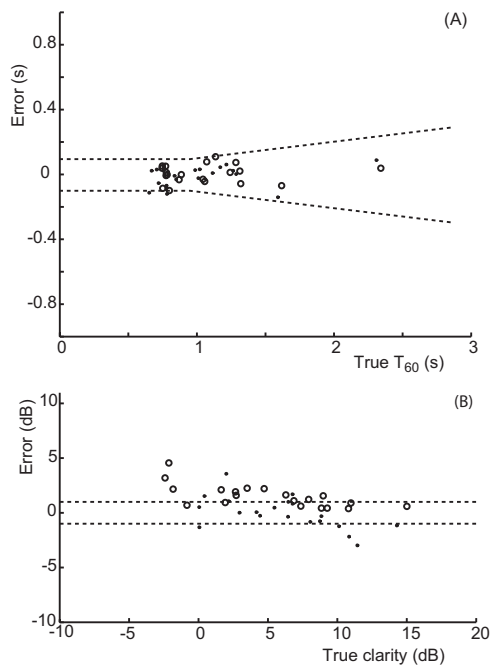 (A)
Error (s)
0.8
0.4
0
-0.4
-0.8
0 1 2 3
True T60 (s)
(B)
Error (dB)
10
5
0
-5
-10
-10 -5 0 5 10 15 20
True clarity (dB)